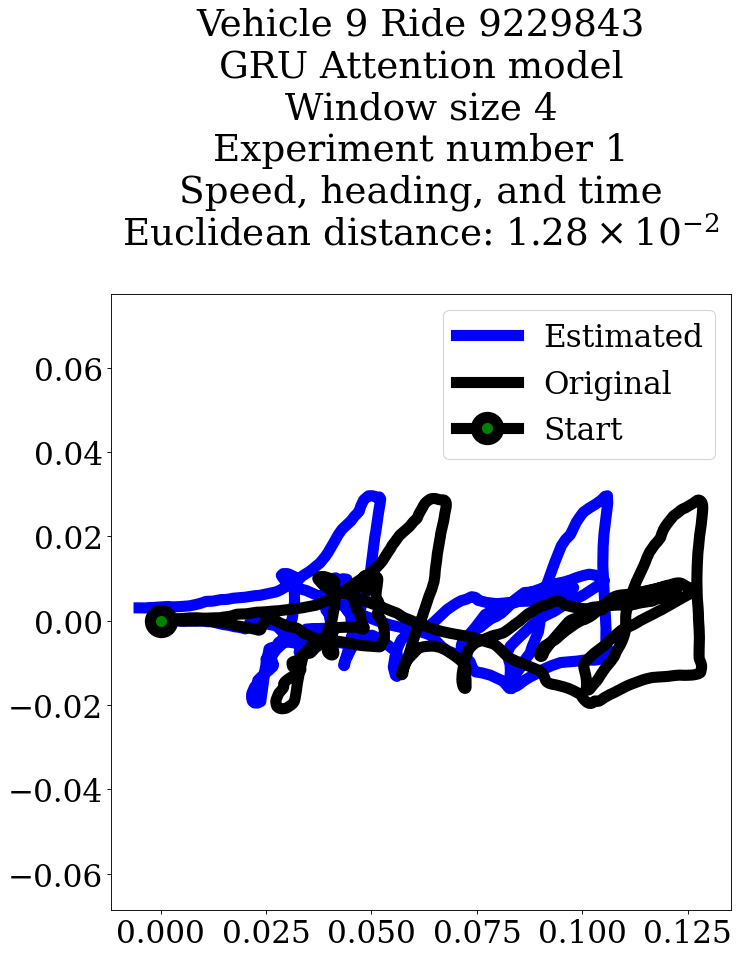 Vehicle 9 Ride 9229843
GRU Attention model
Window size 4
Experiment number 1
Speed, heading, and time
Euclidean distance: 1.28 × 10⁻²
Estimated
Original
Start
0.06
0.04
0.02
0.00
−0.02
−0.04
−0.06
0.000 0.025 0.050 0.075 0.100 0.125